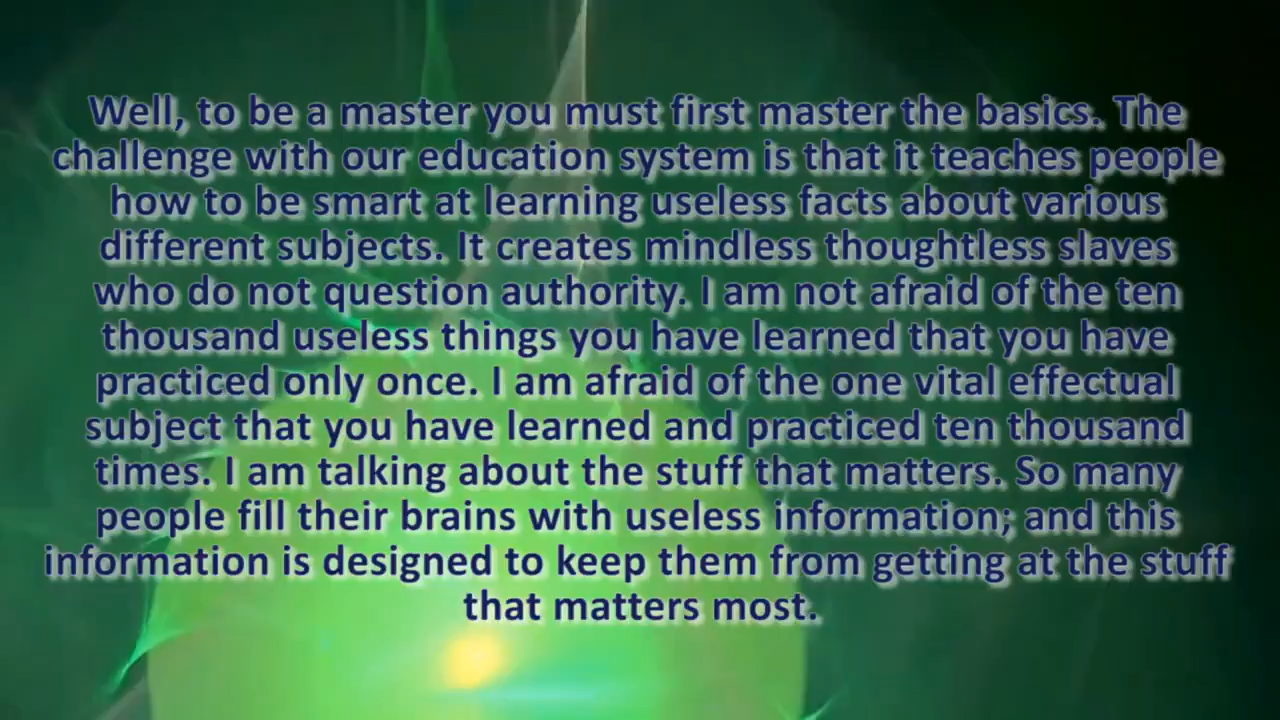 Well, to be a master you must first master the basics. The
challenge with our education system is that it teaches people
how to be smart at learning useless facts about various
different subjects. It creates mindless thoughtless slaves
who do not question authority. I am not afraid of the ten
thousand useless things you have learned that you have
practiced only once. I am afraid of the one vital effectual
subject that you have learned and practiced ten thousand
times. I am talking about the stuff that matters. So many
people fill their brains with useless information; and this
information is designed to keep them from getting at the stuff
that matters most.